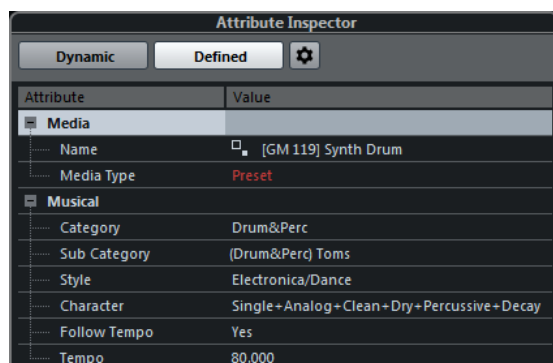 Attribute Inspector
Dynamic Defined
Attribute Value
Media
Name [GM 119] Synth Drum
Media Type Preset
Musical
Category Drum&Perc
Sub Category (Drum&Perc) Toms
Style Electronica/Dance
Character Single+Analog+Clean+Dry+Percussive+Decay
Follow Tempo Yes
Tempo 80.000